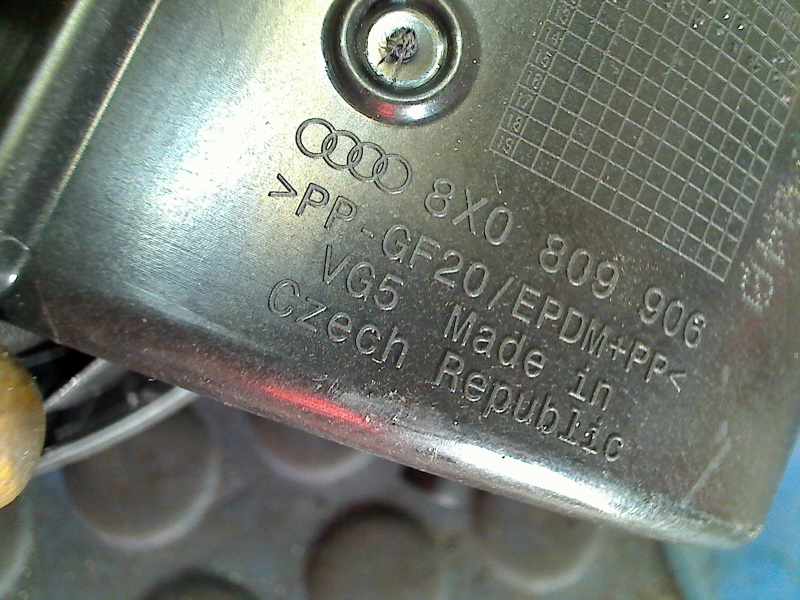 8X0 809 906
>PP-GF20/EPDM+PP<
VG5 Made in
Czech Republic